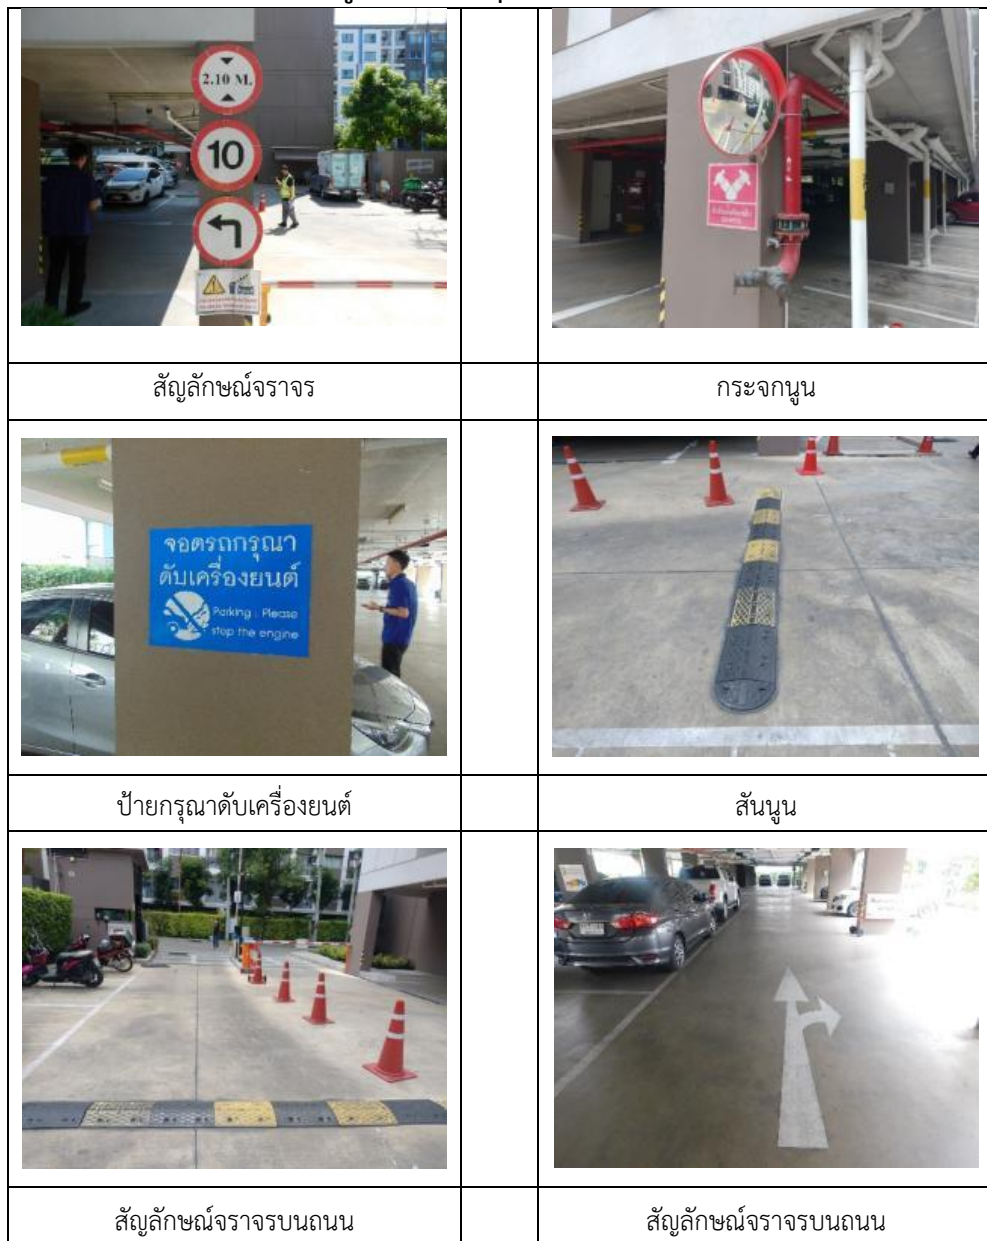 2.10 M.
10
สัญลักษณ์จราจร
กระจกนูน
จอดรถกรุณา
ดับเครื่องยนต์
Parking : Please
stop the engine
ป้ายกรุณาดับเครื่องยนต์
สันนูน
สัญลักษณ์จราจรบนถนน
สัญลักษณ์จราจรบนถนน